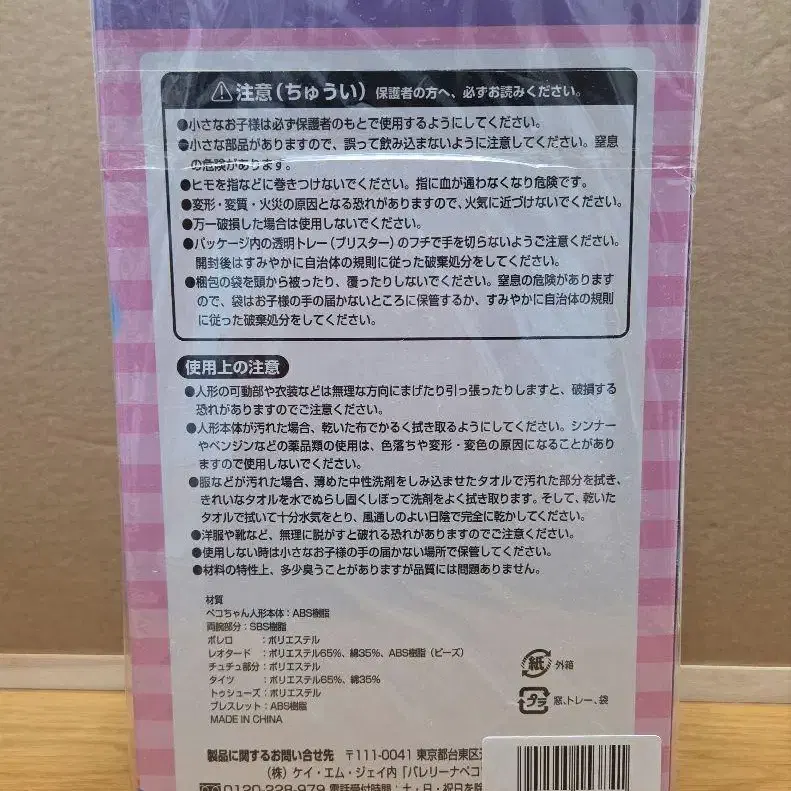 ⚠注意(ちゅうい) 保護者の方へ、必ずお読みください。
●小さなお子様は必ず保護者のもとで使用するようにしてください。
●小さな部品がありますので、誤って飲み込まないように注意してください。窒息
の危険があります。
●ヒモを指などに巻きつけないでください。指に血が通わなくなり危険です。
●変形・変質・火災の原因となる恐れがありますので、火気に近づけないでください。
●万一破損した場合は使用しないでください。
●パッケージ内の透明トレー(ブリスター)のフチで手を切らないようご注意ください。
開封後はすみやかに自治体の規則に従った破棄処分をしてください。
●梱包の袋を頭から被ったり、覆ったりしないでください。窒息の危険があります
ので、袋はお子様の手の届かないところに保管するか、すみやかに自治体の規則
に従った破棄処分をしてください。
使用上の注意
●人形の可動部や衣装などは無理な方向にまげたり引っ張ったりしますと、破損する
恐れがありますのでご注意ください。
●人形本体が汚れた場合、乾いた布でかるく拭き取るようにしてください。シンナー
やベンジンなどの薬品類の使用は、色落ちや変形・変色の原因になることがあり
ますので使用しないでください。
●服などが汚れた場合、薄めた中性洗剤をしみ込ませたタオルで汚れた部分を拭き、
きれいなタオルを水でぬらし固くしぼって洗剤をよく拭き取ります。そして、乾いた
タオルで拭いて十分水気をとり、風通しのよい日陰で完全に乾かしてください。
●洋服や靴など、無理に脱がすと破れる恐れがありますのでご注意ください。
●使用しない時は小さなお子様の手の届かない場所で保管してください。
●材料の特性上、多少臭うことがありますが品質には問題ありません。
材質
ペコちゃん人形本体:ABS樹脂
両腕部分:SBS樹脂
ボレロ :ポリエステル
レオタード :ポリエステル65%、綿35%、ABS樹脂(ビーズ)
チュチュ部分:ポリエステル
タイツ :ポリエステル65%、綿35%
トゥシューズ:ポリエステル
ブレスレット:ABS樹脂
MADE IN CHINA
紙 外箱
プラ 窓、トレー、袋
製品に関するお問い合せ先 〒111-0041 東京都台東区
(株)ケイ・エム・ジェイ内「バレリーナペコ
0120-228-979 電話受付時間:土・日・祝日を除